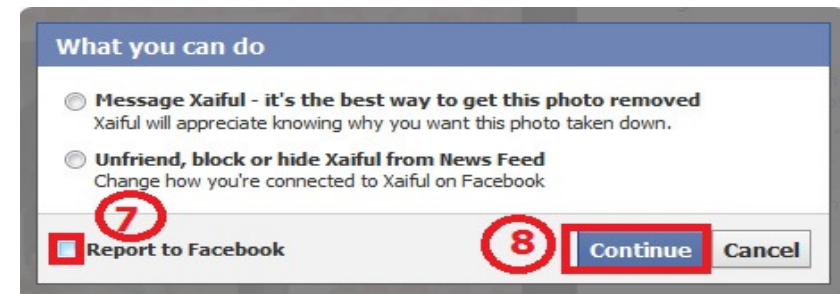 What you can do
Message Xaiful - it's the best way to get this photo removed
Xaiful will appreciate knowing why you want this photo taken down.
Unfriend, block or hide Xaiful from News Feed
Change how you're connected to Xaiful on Facebook
7
Report to Facebook
8
Continue
Cancel